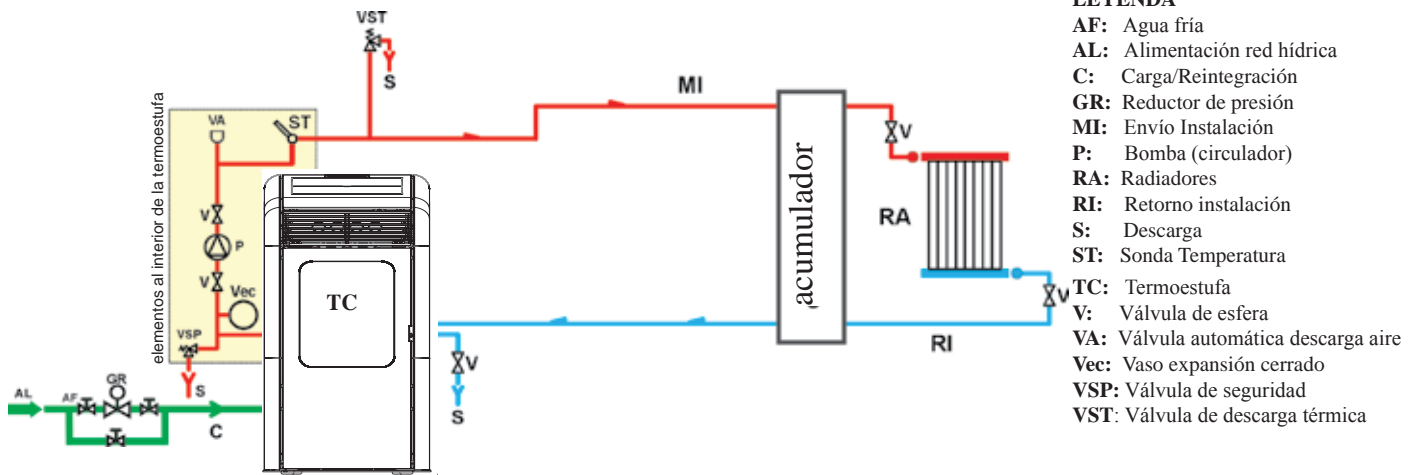 VST
S
MI
elementos al interior de la termoestufa
VA
ST
V
P
V
Vec
VSP
S
TC
acumulador
V
RA
V
RI
V
S
AL
AF
GR
C
LEYENDA
AF: Agua fría
AL: Alimentación red hídrica
C: Carga/Reintegración
GR: Reductor de presión
MI: Envío Instalación
P: Bomba (circulador)
RA: Radiadores
RI: Retorno instalación
S: Descarga
ST: Sonda Temperatura
TC: Termoestufa
V: Válvula de esfera
VA: Válvula automática descarga aire
Vec: Vaso expansión cerrado
VSP: Válvula de seguridad
VST: Válvula de descarga térmica